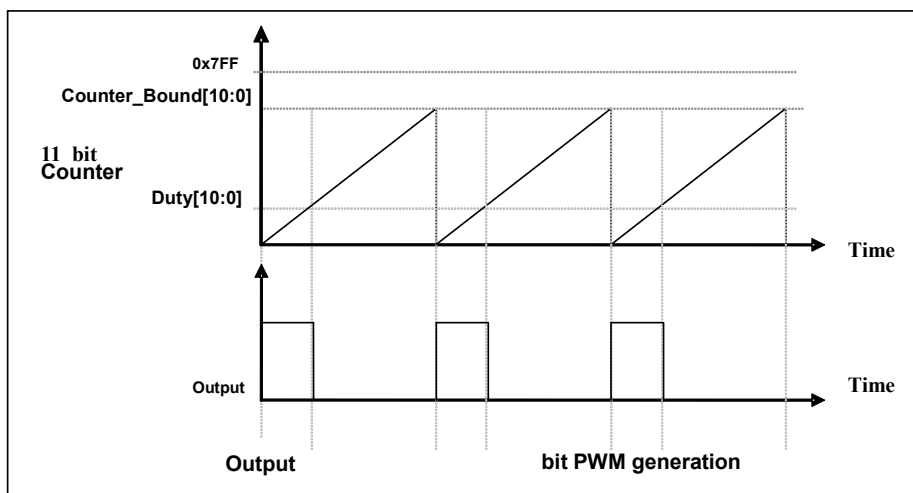 0x7FF
Counter_Bound[10:0]
11 bit
Counter
Duty[10:0]
Time
Output
Time
Output
bit PWM generation